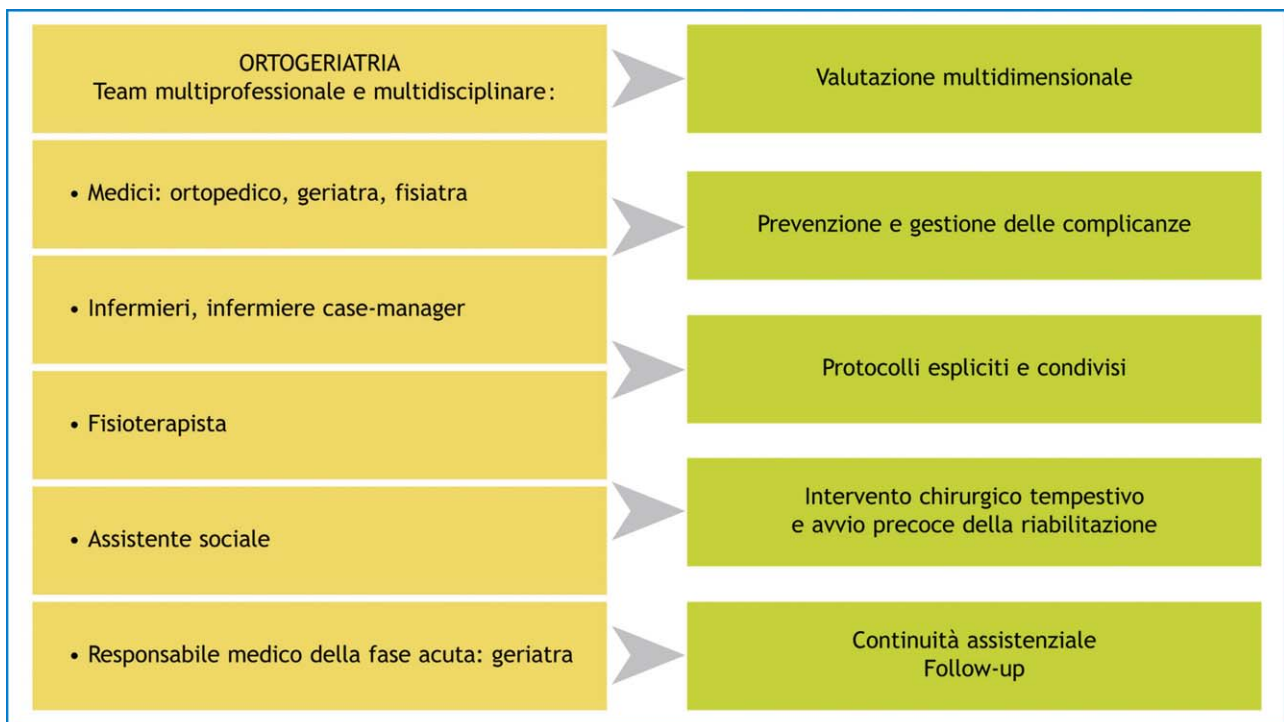 ORTOGERIATRIA
Team multiprofessionale e multidisciplinare:
• Medici: ortopedico, geriatra, fisiatra
• Infermieri, infermiere case-manager
• Fisioterapista
• Assistente sociale
• Responsabile medico della fase acuta: geriatra
Valutazione multidimensionale
Prevenzione e gestione delle complicanze
Protocolli espliciti e condivisi
Intervento chirurgico tempestivo
e avvio precoce della riabilitazione
Continuità assistenziale
Follow-up